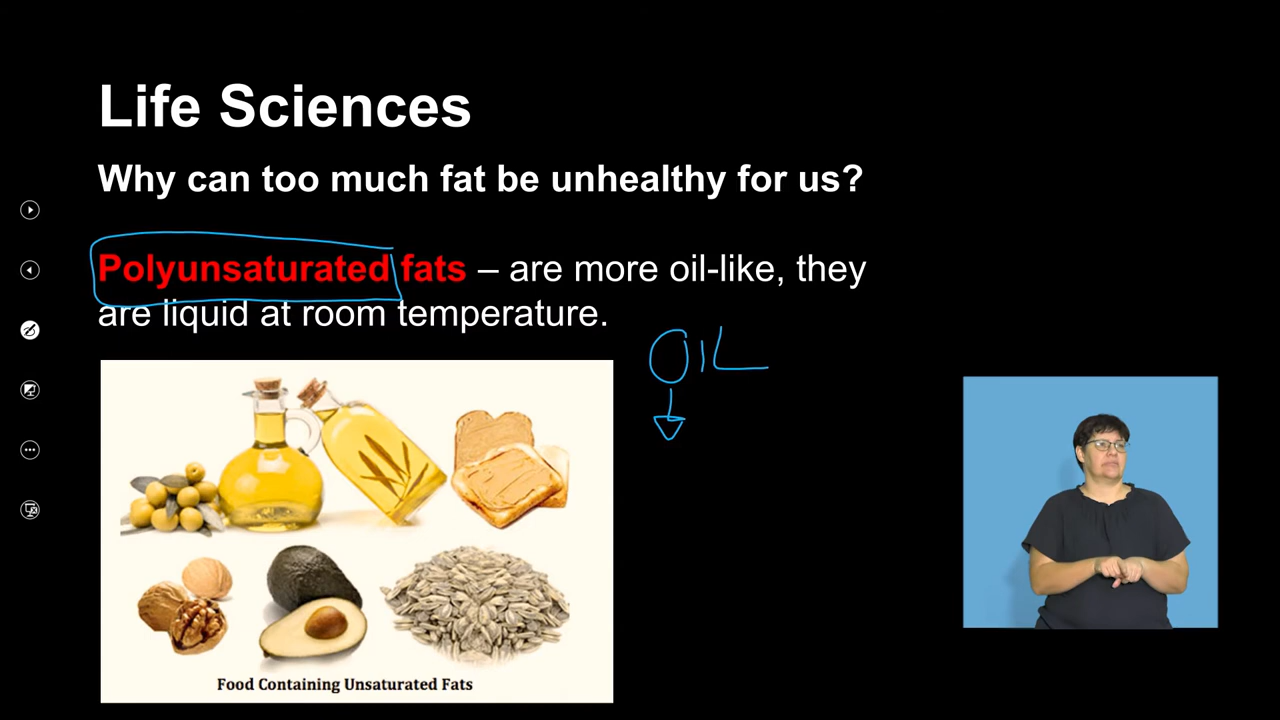 Life Sciences
Why can too much fat be unhealthy for us?
Polyunsaturated fats – are more oil-like, they
are liquid at room temperature.
OIL
Food Containing Unsaturated Fats